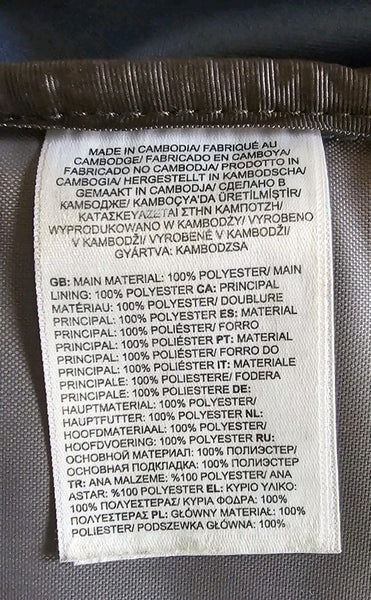 MADE IN CAMBODIA/ FABRIQUÉ AU
CAMBODGE/ FABRICADO EN CAMBOYA/
FABRICADO NO CAMBODJA/ PRODOTTO IN
CAMBOGIA/ HERGESTELLT IN KAMBODSCHA/
GEMAAKT IN CAMBODJA/ СДЕЛАНО В
КАМБОДЖЕ/ KAMBOÇYA'DA ÜRETİLMİŞTİR/
ΚΑΤΑΣΚΕΥΑΖΕΤΑΙ ΣΤΗΝ ΚΑΜΠΟΤΖΗ/
WYPRODUKOWANO W KAMBODŻY/ VYROBENO
V KAMBODŽI/ VYROBENÉ V KAMBODŽI/
GYÁRTVA: KAMBODZSA
GB: MAIN MATERIAL: 100% POLYESTER/ MAIN
LINING: 100% POLYESTER CA: PRINCIPAL
MATÉRIAU: 100% POLYESTER/ DOUBLURE
PRINCIPAL: 100% POLYESTER ES: MATERIAL
PRINCIPAL: 100% POLIÉSTER/ FORRO
PRINCIPAL: 100% POLIÉSTER PT: MATERIAL
PRINCIPAL: 100% POLIÉSTER/ FORRO DO
PRINCIPAL: 100% POLIÉSTER IT: MATERIALE
PRINCIPALE: 100% POLIESTERE/ FODERA
PRINCIPALE: 100% POLIESTERE DE:
HAUPTMATERIAL: 100% POLYESTER/
HAUPTFUTTER: 100% POLYESTER NL:
HOOFDMATERIAAL: 100% POLYESTER/
HOOFDVOERING: 100% POLYESTER RU:
ОСНОВНОЙ МАТЕРИАЛ: 100% ПОЛИЭСТЕР/
ОСНОВНАЯ ПОДКЛАДКА: 100% ПОЛИЭСТЕР
TR: ANA MALZEME: %100 POLYESTER/ ANA
ASTAR: %100 POLYESTER EL: ΚΥΡΙΟ ΥΛΙΚΟ:
100% ΠΟΛΥΕΣΤΕΡΑΣ/ ΚΥΡΙΑ ΦΟΔΡΑ: 100%
ΠΟΛΥΕΣΤΕΡΑΣ PL: GŁÓWNY MATERIAŁ: 100%
POLIESTER/ PODSZEWKA GŁÓWNA: 100%